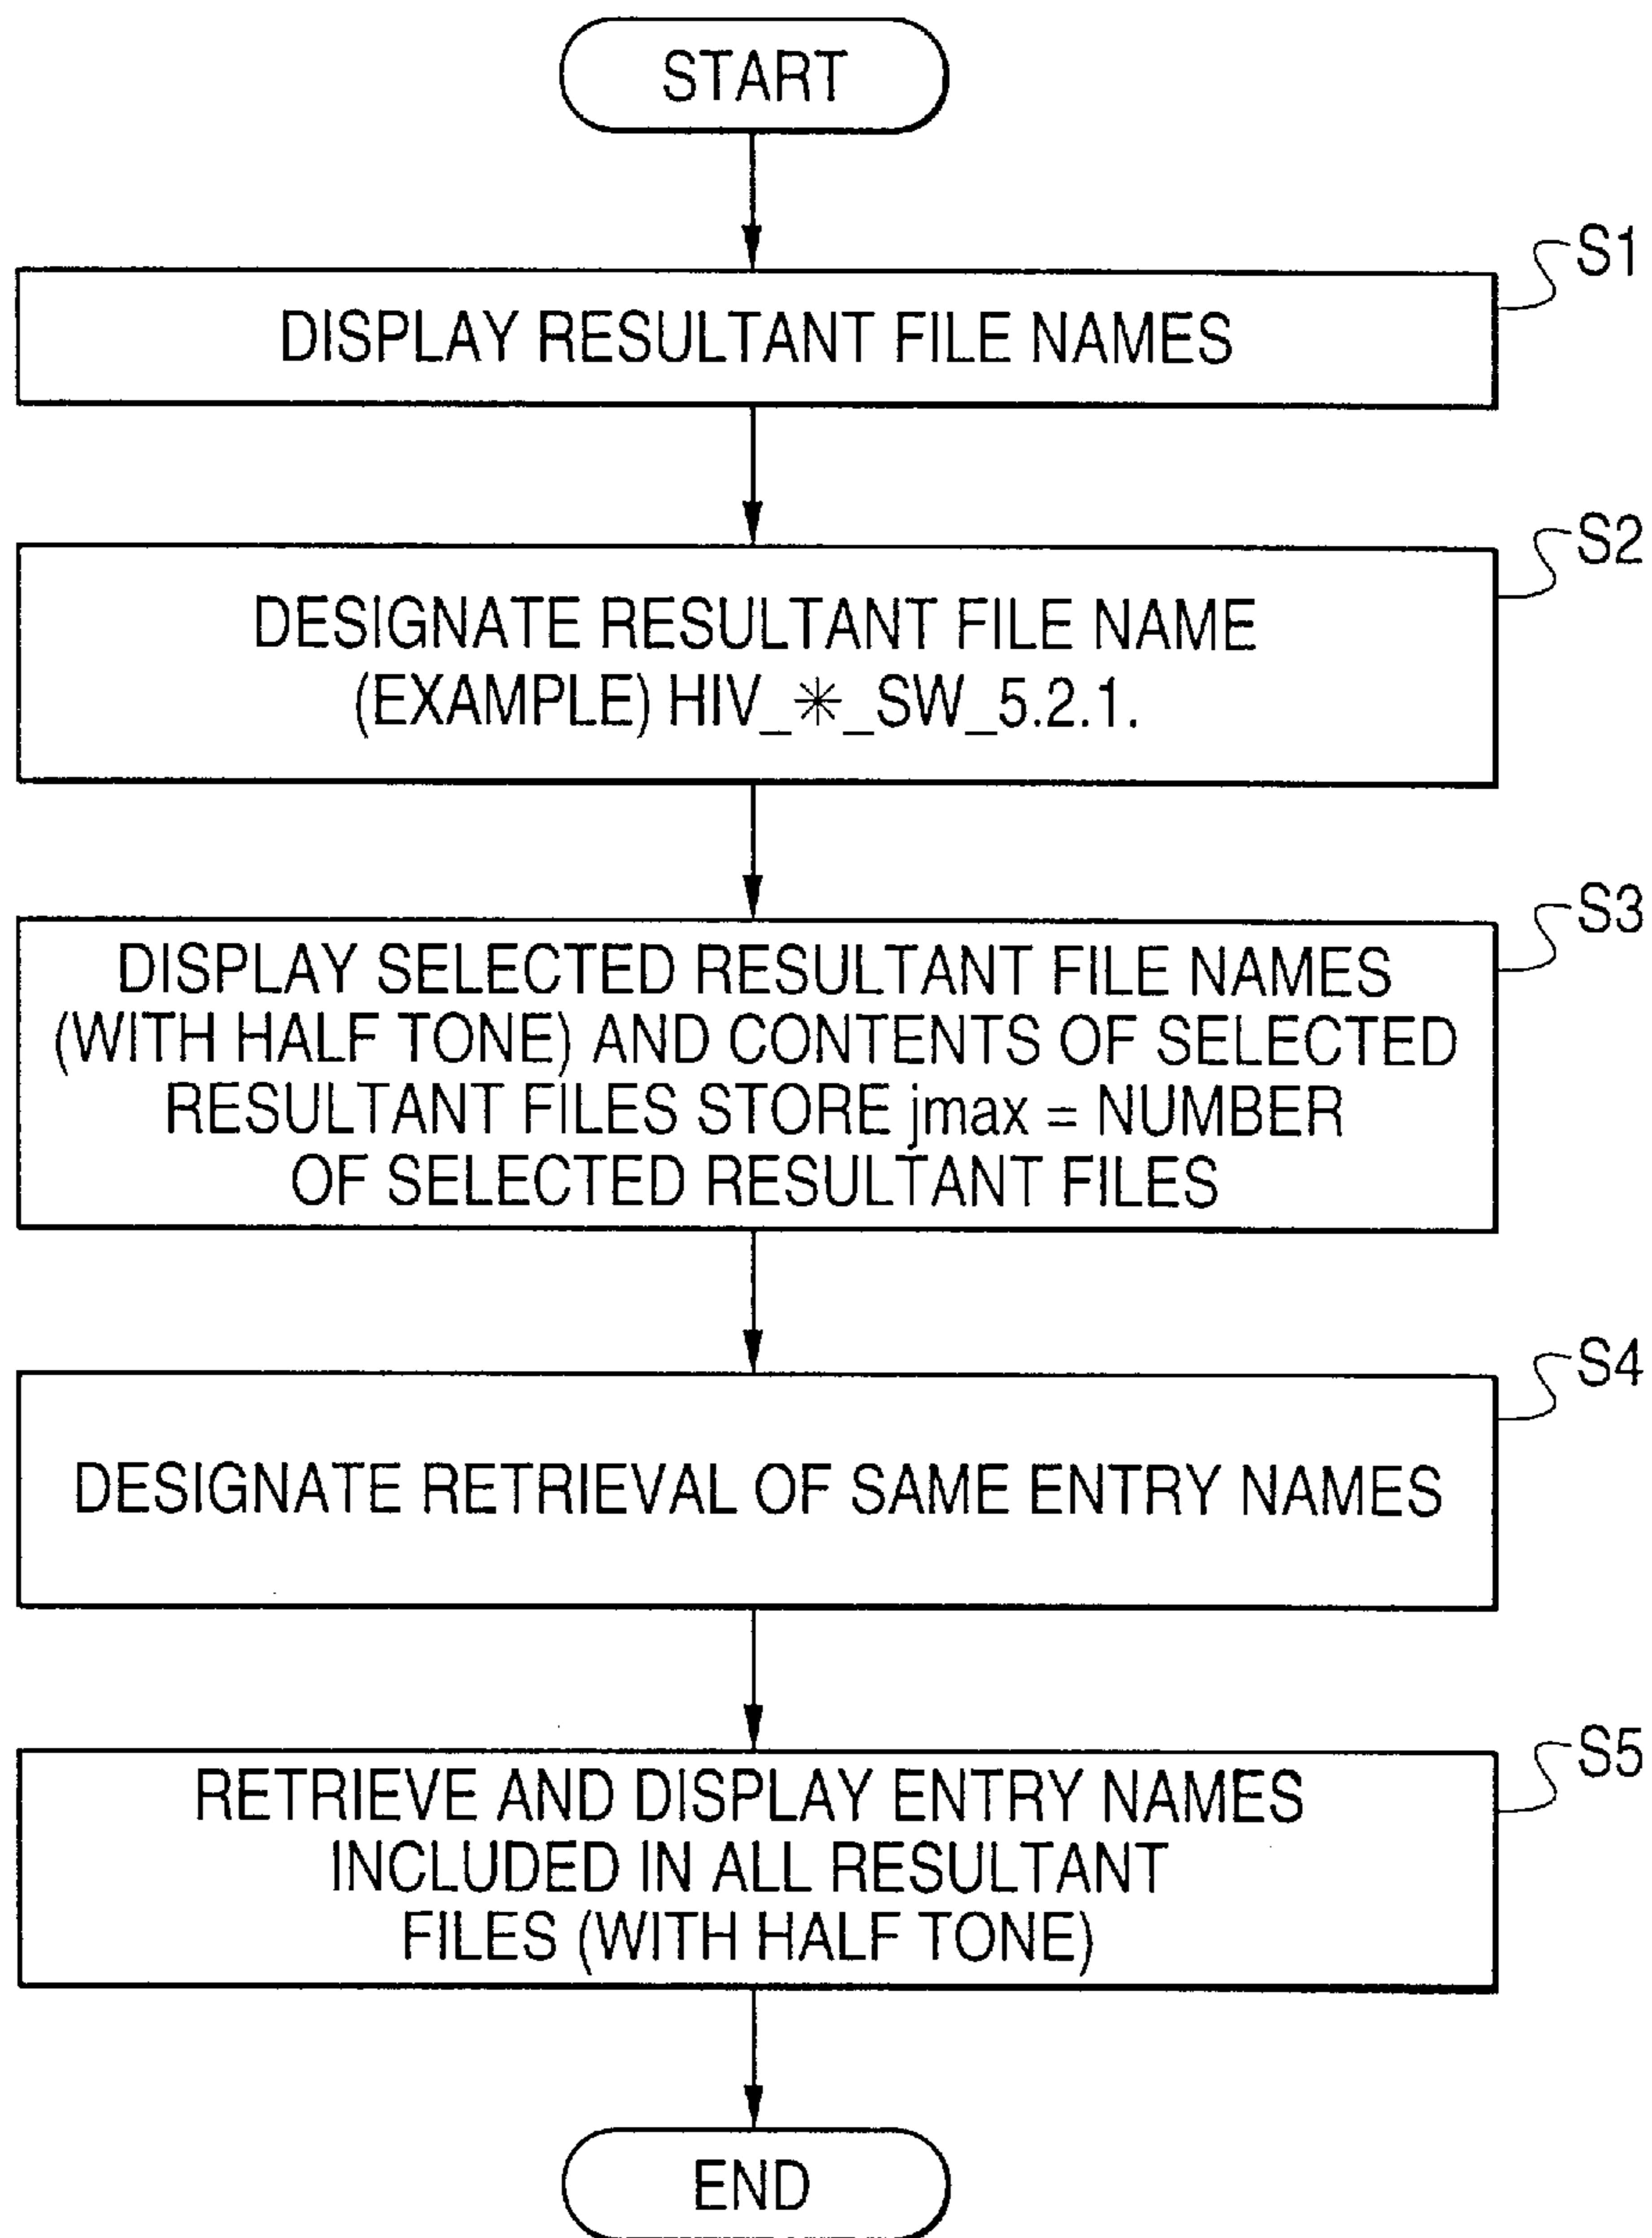 START
S1
DISPLAY RESULTANT FILE NAMES
S2
DESIGNATE RESULTANT FILE NAME
(EXAMPLE) HIV_✳_SW_5.2.1.
S3
DISPLAY SELECTED RESULTANT FILE NAMES
(WITH HALF TONE) AND CONTENTS OF SELECTED
RESULTANT FILES STORE jmax = NUMBER
OF SELECTED RESULTANT FILES
S4
DESIGNATE RETRIEVAL OF SAME ENTRY NAMES
S5
RETRIEVE AND DISPLAY ENTRY NAMES
INCLUDED IN ALL RESULTANT
FILES (WITH HALF TONE)
END